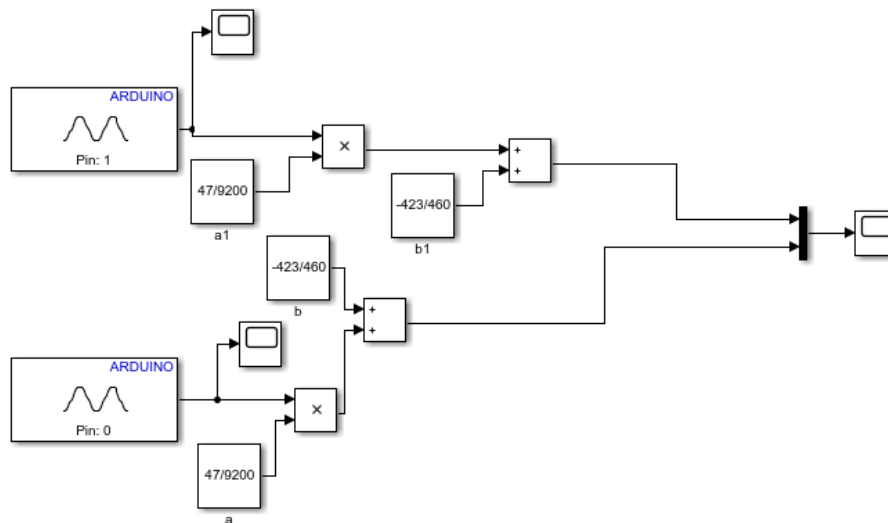 ARDUINO
Pin: 1
×
+
+
47/9200
a1
-423/460
b1
-423/460
b
+
+
ARDUINO
Pin: 0
×
47/9200
a